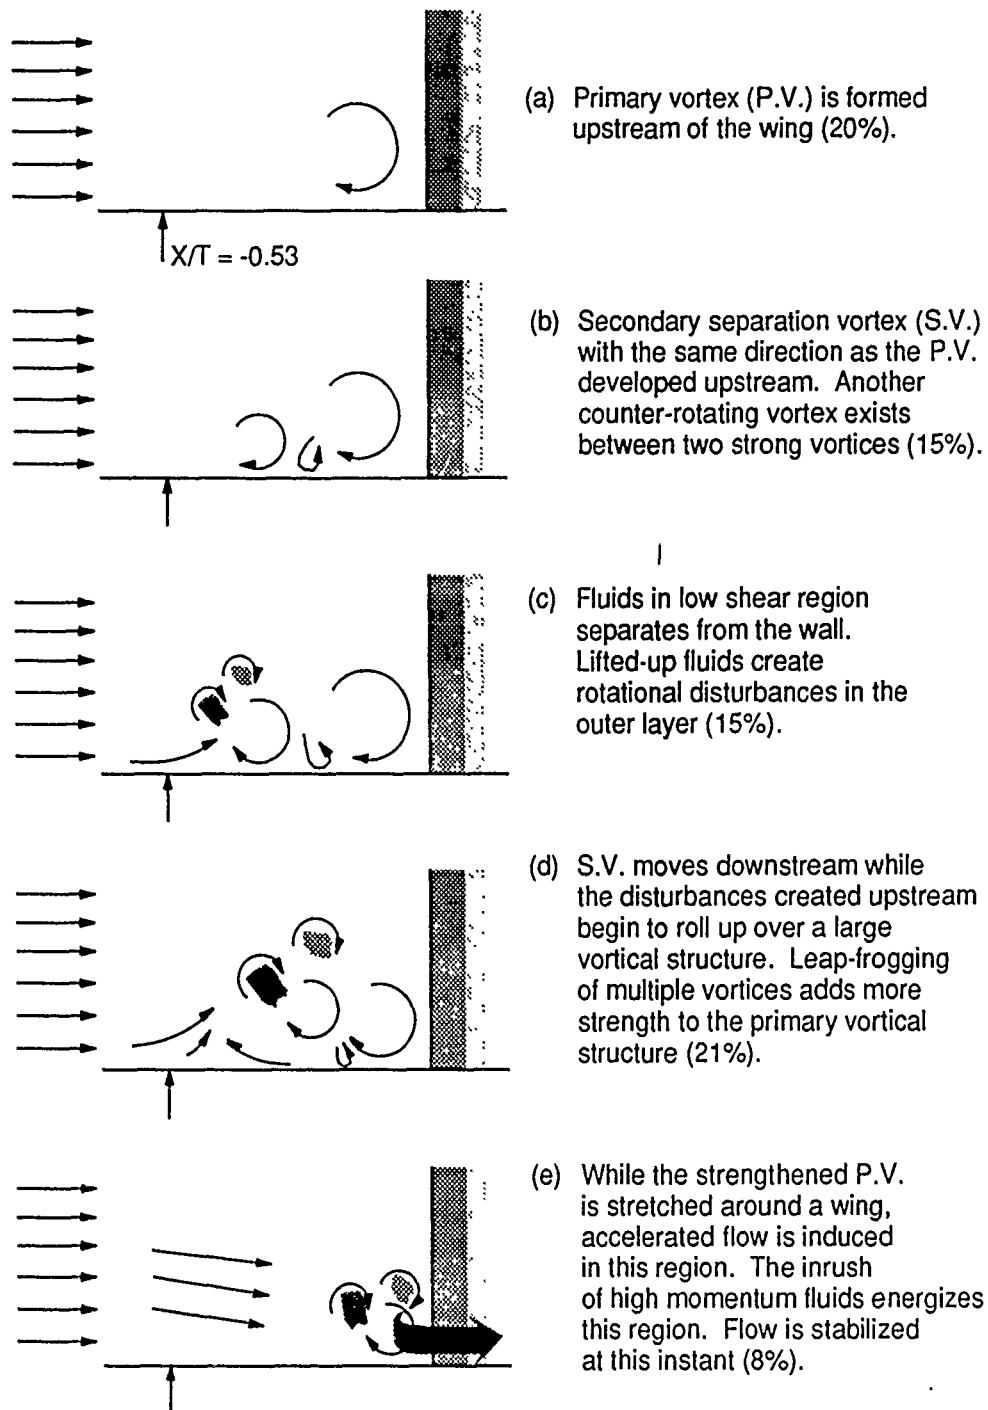 (a) Primary vortex (P.V.) is formed
upstream of the wing (20%).
X/T = -0.53
(b) Secondary separation vortex (S.V.)
with the same direction as the P.V.
developed upstream. Another
counter-rotating vortex exists
between two strong vortices (15%).
(c) Fluids in low shear region
separates from the wall.
Lifted-up fluids create
rotational disturbances in the
outer layer (15%).
(d) S.V. moves downstream while
the disturbances created upstream
begin to roll up over a large
vortical structure. Leap-frogging
of multiple vortices adds more
strength to the primary vortical
structure (21%).
(e) While the strengthened P.V.
is stretched around a wing,
accelerated flow is induced
in this region. The inrush
of high momentum fluids energizes
this region. Flow is stabilized
at this instant (8%).